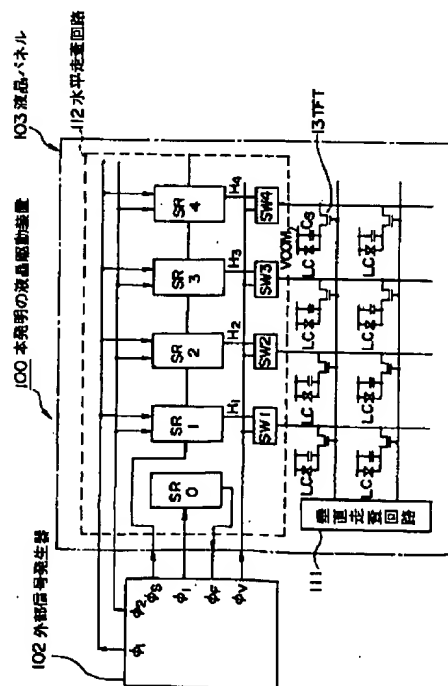 100 本発明の液晶駆動装置
103 液晶パネル
112 水平走査回路
102 外部信号発生器
φ1
φ2
φS
φI
φF
φV
SR
0
SR
1
SR
2
SR
3
SR
4
H1
H2
H3
H4
SW1
SW2
SW3
SW4
VCOM
LC
LC
LC
LC
CS
13 TFT
LC
LC
LC
LC
垂直走査回路
111